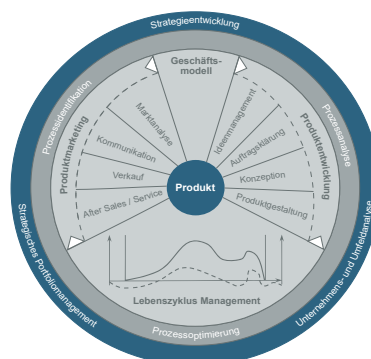 Strategieentwicklung
Prozessidentifikation
Prozessanalyse
Geschäfts-
modell
Produktmarketing
Marktanalyse
Kommunikation
Verkauf
After Sales / Service
Produkt
Ideenmanagement
Auftragsklärung
Konzeption
Produktgestaltung
Produktentwicklung
Lebenszyklus Management
Prozessoptimierung
Strategisches Portfoliomanagement
Unternehmens- und Umfeldanalyse